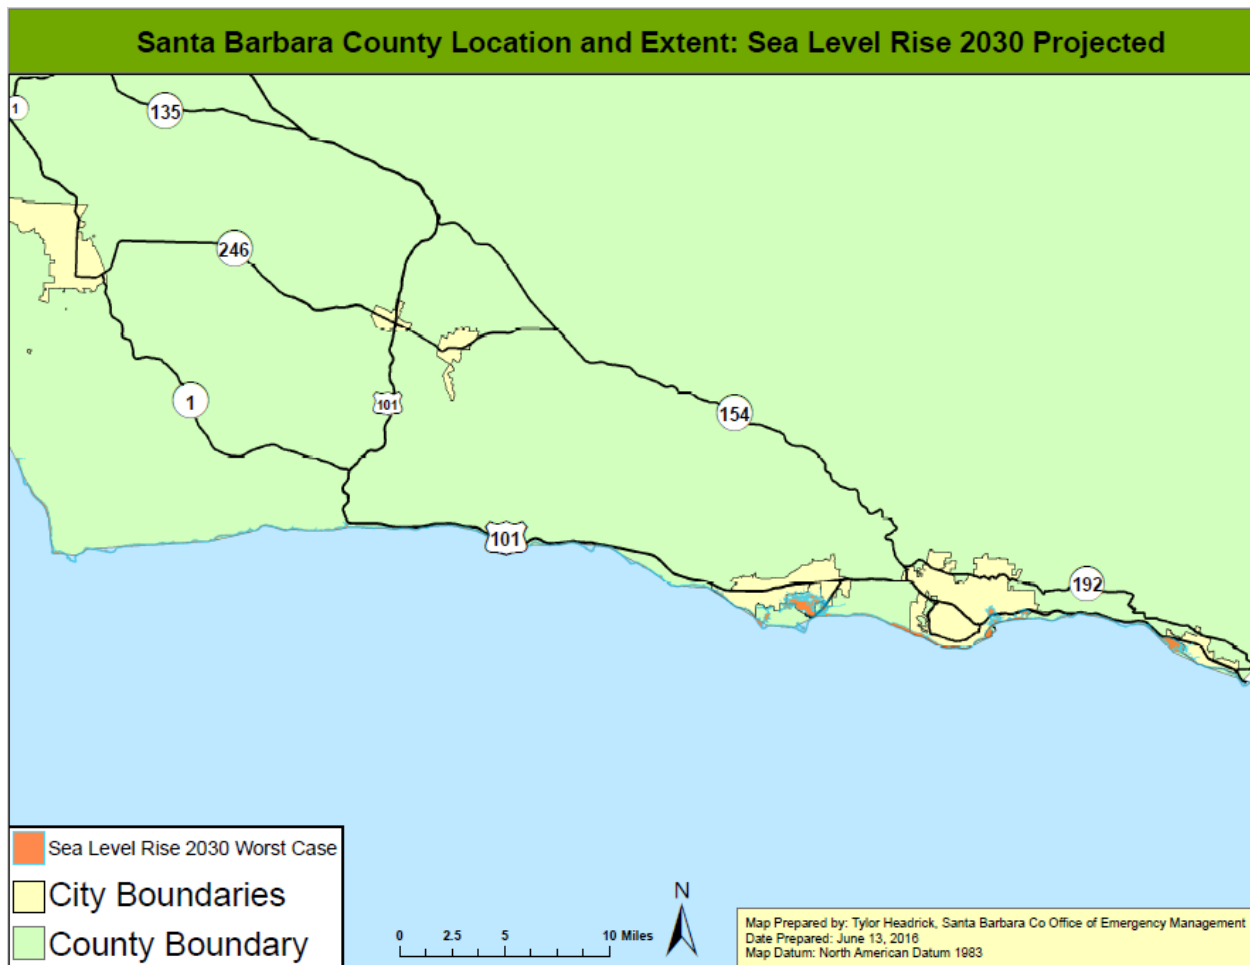 Santa Barbara County Location and Extent: Sea Level Rise 2030 Projected
1
135
246
1
101
154
101
192
Sea Level Rise 2030 Worst Case
City Boundaries
County Boundary
0 2.5 5 10 Miles
N
Map Prepared by: Tylor Headrick, Santa Barbara Co Office of Emergency Management
Date Prepared: June 13, 2016
Map Datum: North American Datum 1983